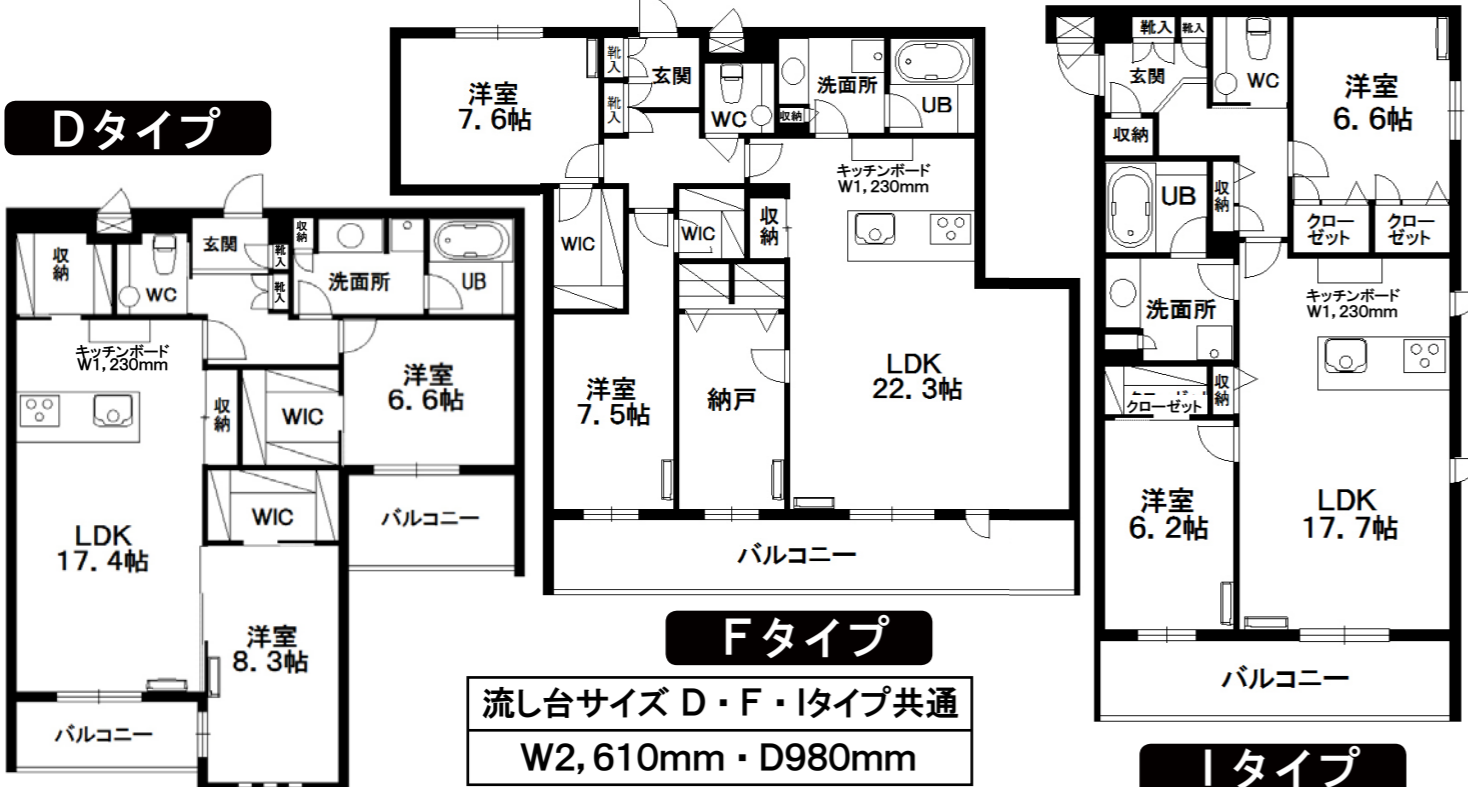 Dタイプ
収納
WC
玄関
靴入
靴入
収納
洗面所
UB
キッチンボード
W1,230mm
収納
WIC
洋室
6.6帖
WIC
バルコニー
LDK
17.4帖
洋室
8.3帖
バルコニー
洋室
7.6帖
靴入
靴入
玄関
WC
収納
洗面所
UB
キッチンボード
W1,230mm
WIC
WIC
収納
洋室
7.5帖
納戸
LDK
22.3帖
バルコニー
Fタイプ
流し台サイズ D・F・Iタイプ共通
W2,610mm・D980mm
靴入
靴入
玄関
WC
洋室
6.6帖
収納
UB
収納
クロー
ゼット
クロー
ゼット
洗面所
キッチンボード
W1,230mm
クローゼット
収納
洋室
6.2帖
LDK
17.7帖
バルコニー
Iタイプ